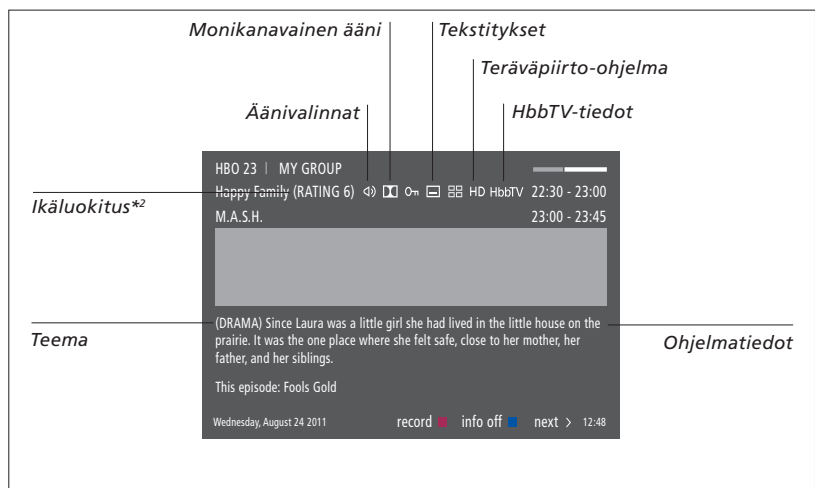 Monikanavainen ääni
Tekstitykset
Teräväpiirto-ohjelma
Äänivalinnat
HbbTV-tiedot
HBO 23 | MY GROUP
Happy Family (RATING 6) HD HbbTV 22:30 - 23:00
Ikäluokitus*2
M.A.S.H. 23:00 - 23:45
(DRAMA) Since Laura was a little girl she had lived in the little house on the
prairie. It was the one place where she felt safe, close to her mother, her
father, and her siblings.
Teema
Ohjelmatiedot
This episode: Fools Gold
Wednesday, August 24 2011 record info off next > 12:48